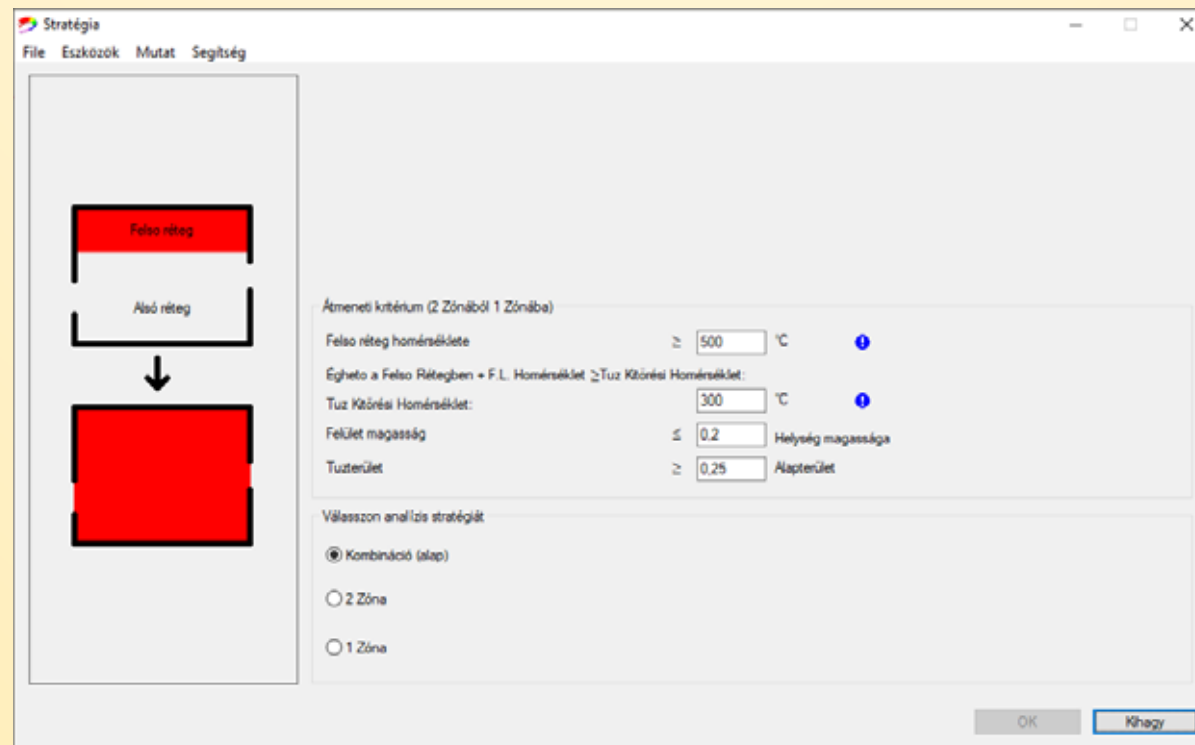 Stratégia
File Eszközök Mutat Segítség
Felso réteg
Alsó réteg
Átmeneti kritérium (2 Zónából 1 Zónába)
Felso réteg homérséklete ≥ 500 °C
Égheto a Felso Rétegben + F.L. Homérséklet ≥Tuz Kitörési Homérséklet:
Tuz Kitörési Homérséklet: 300 °C
Felület magasság ≤ 0,2 Helység magassága
Tuzterület ≥ 0,25 Alapterület
Válasszon analízis stratégiát
Kombináció (alap)
2 Zóna
1 Zóna
OK Kihagy